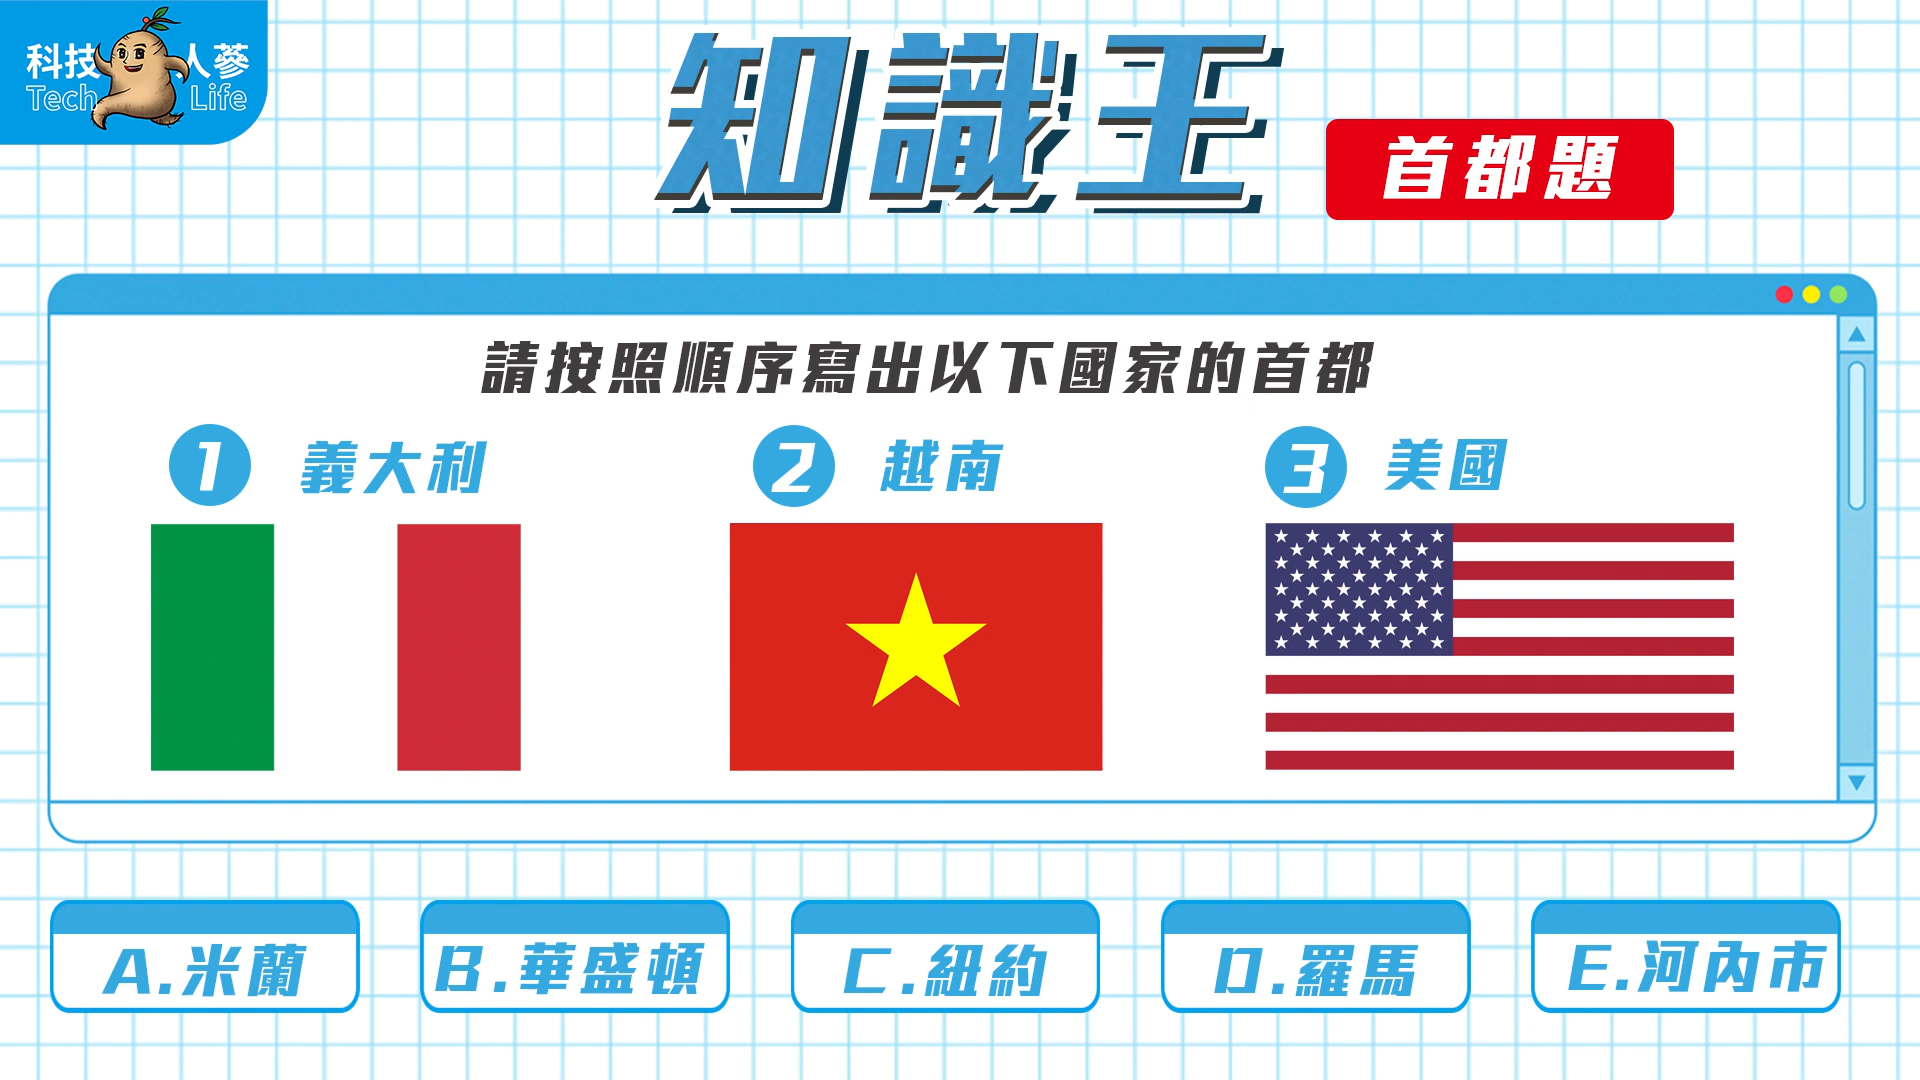 科技人蔘
Tech Life
知識王
首都題
請按照順序寫出以下國家的首都
1 義大利
2 越南
3 美國
A.米蘭
B.華盛頓
C.紐約
D.羅馬
E.河內市